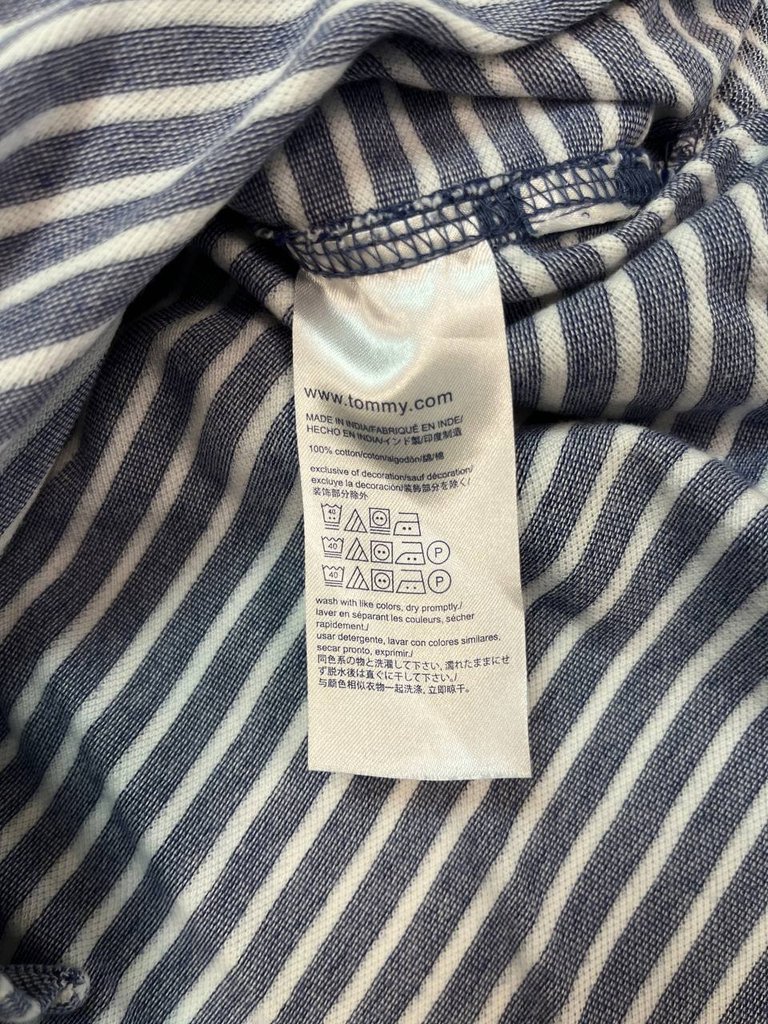 www.tommy.com
MADE IN INDIA/FABRIQUÉ EN INDE/
HECHO EN INDIA/インド製/印度制造
100% cotton/coton/algodón/綿/棉
exclusive of decoration/sauf décoration/
excluye la decoración/装飾部分を除く/
装饰部分除外
40
40 P
40 P
wash with like colors, dry promptly./
laver en séparant les couleurs, sécher
rapidement./
usar detergente, lavar con colores similares,
secar pronto, exprimir./
同色系の物と洗濯して下さい, 濡れたままにせ
ず脱水後は直ぐに干して下さい。/
与颜色相似衣物一起洗涤, 立即晾干。